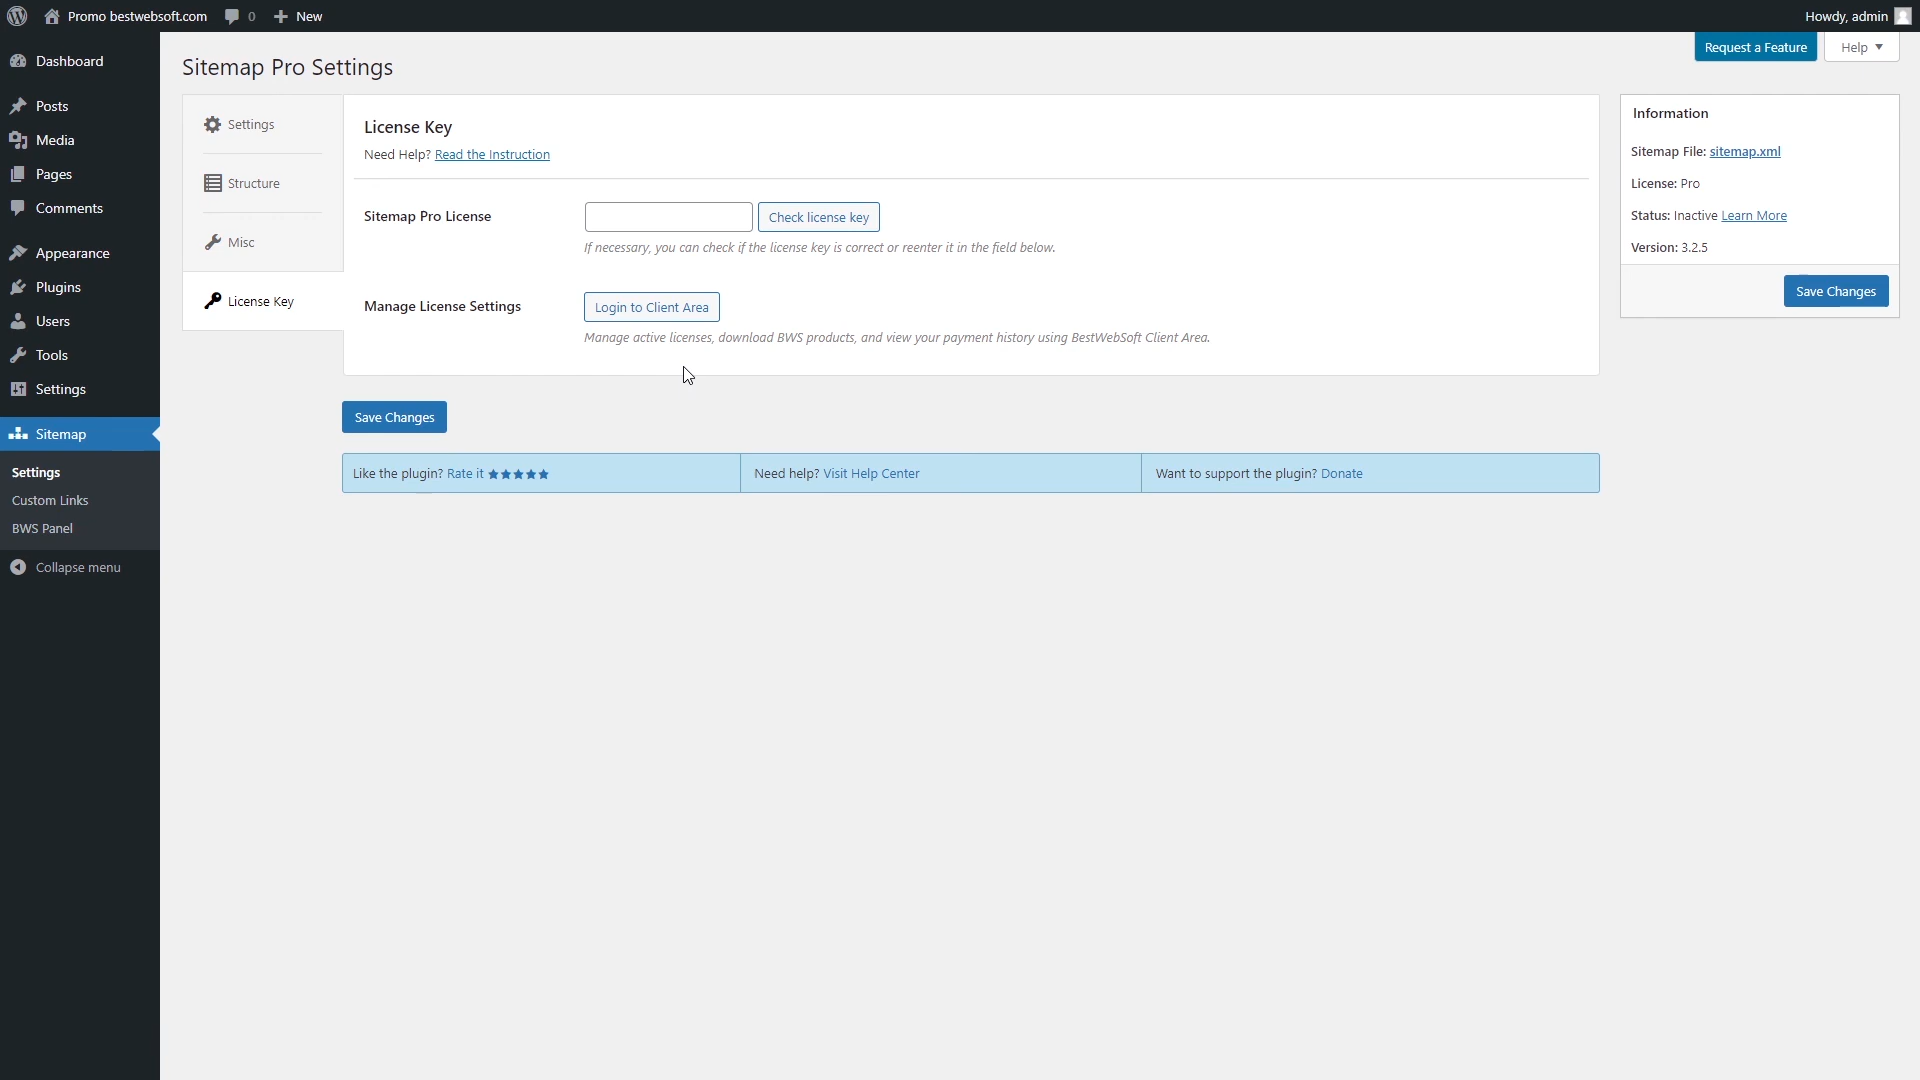 Promo bestwebsoft.com 0 New Howdy, admin
Dashboard
Posts
Media
Pages
Comments
Appearance
Plugins
Users
Tools
Settings
Sitemap
Settings
Custom Links
BWS Panel
Collapse menu
Request a Feature Help
Sitemap Pro Settings
Settings
Structure
Misc
License Key
License Key
Need Help? Read the Instruction
Sitemap Pro License Check license key
If necessary, you can check if the license key is correct or reenter it in the field below.
Manage License Settings Login to Client Area
Manage active licenses, download BWS products, and view your payment history using BestWebSoft Client Area.
Save Changes
Like the plugin? Rate it Need help? Visit Help Center Want to support the plugin? Donate
Information
Sitemap File: sitemap.xml
License: Pro
Status: Inactive Learn More
Version: 3.2.5
Save Changes